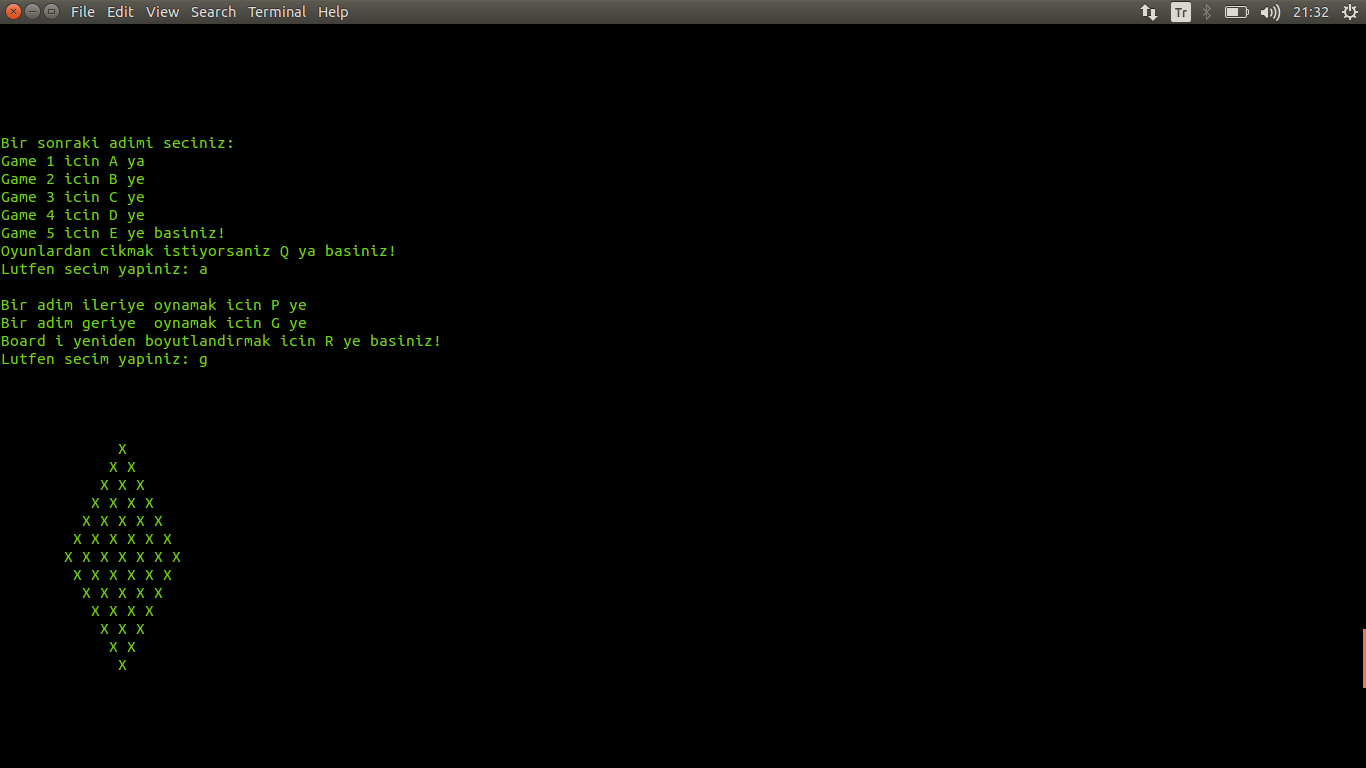 File Edit View Search Terminal Help Tr 21:32
Bir sonraki adimi seciniz:
Game 1 icin A ya
Game 2 icin B ye
Game 3 icin C ye
Game 4 icin D ye
Game 5 icin E ye basiniz!
Oyunlardan cikmak istiyorsaniz Q ya basiniz!
Lutfen secim yapiniz: a
Bir adim ileriye oynamak icin P ye
Bir adim geriye  oynamak icin G ye
Board i yeniden boyutlandirmak icin R ye basiniz!
Lutfen secim yapiniz: g
X
X X
X X X
X X X X
X X X X X
X X X X X X
X X X X X X X
X X X X X X
X X X X X
X X X X
X X X
X X
X